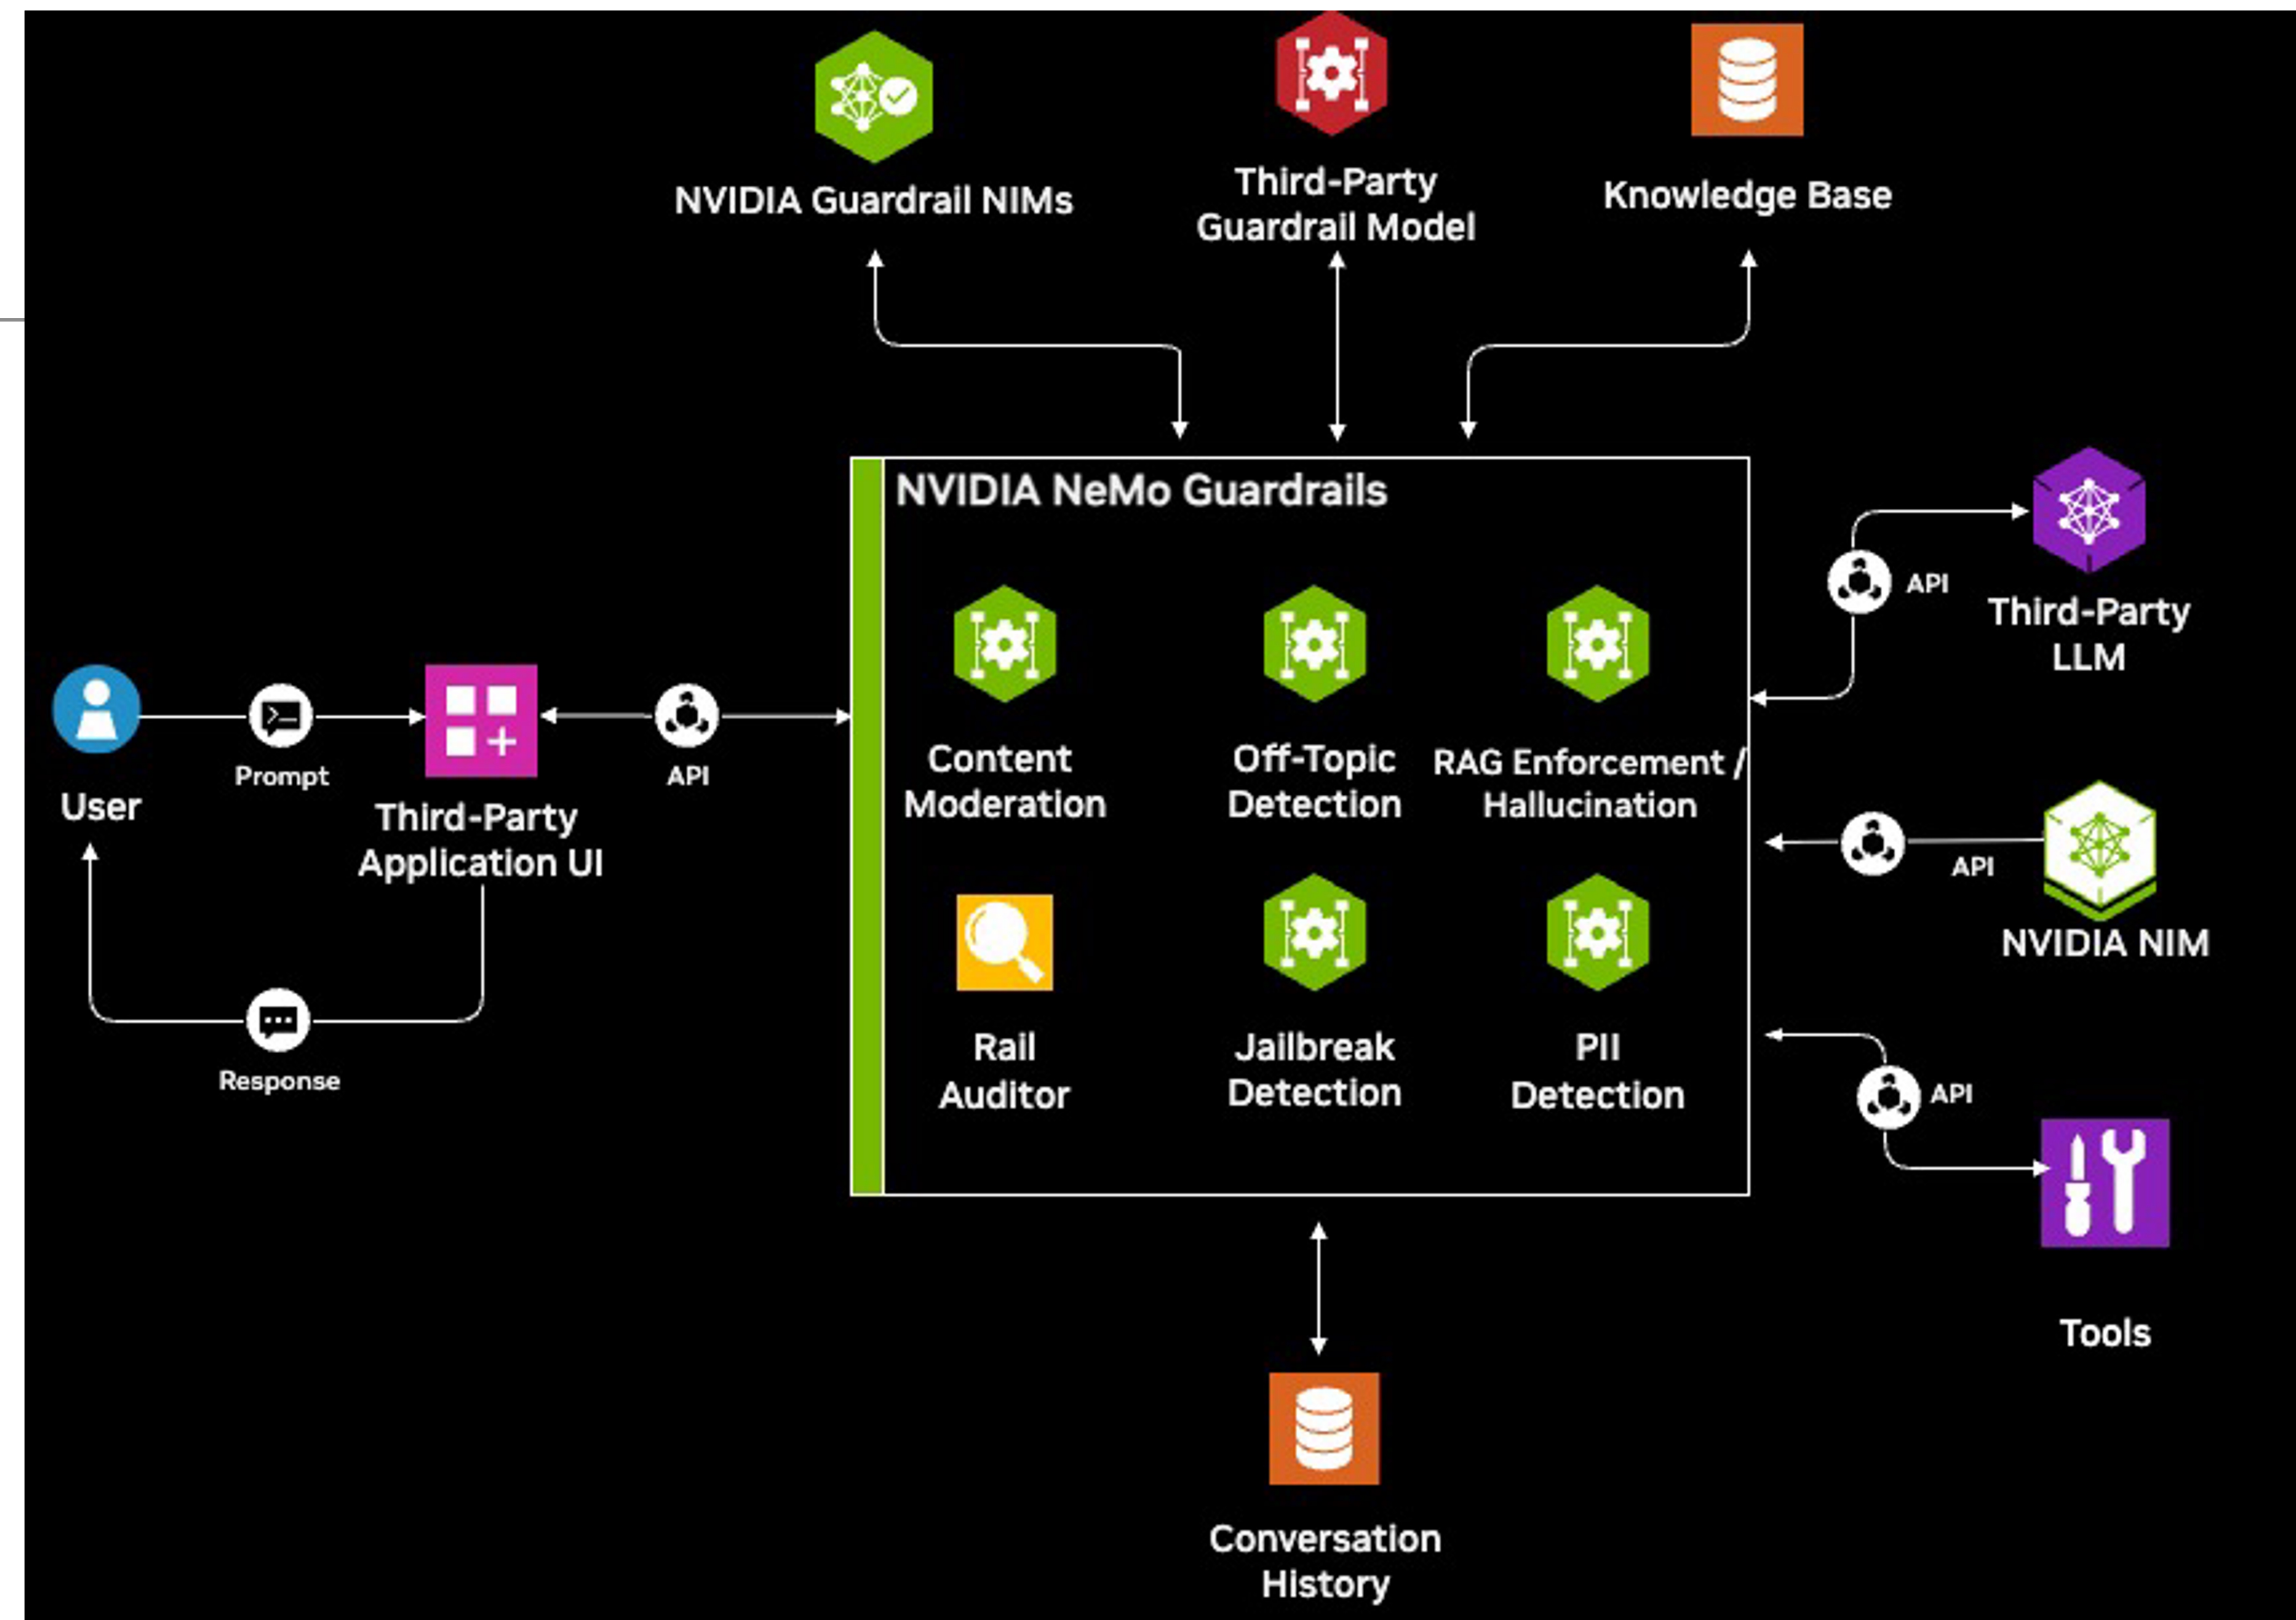 NVIDIA Guardrail NIMs
Third-Party
Guardrail Model
Knowledge Base
NVIDIA NeMo Guardrails
Content
Moderation
Off-Topic
Detection
RAG Enforcement /
Hallucination
Rail
Auditor
Jailbreak
Detection
PII
Detection
User
Prompt
Third-Party
Application UI
API
Response
API
Third-Party
LLM
API
NVIDIA NIM
API
Tools
Conversation
History